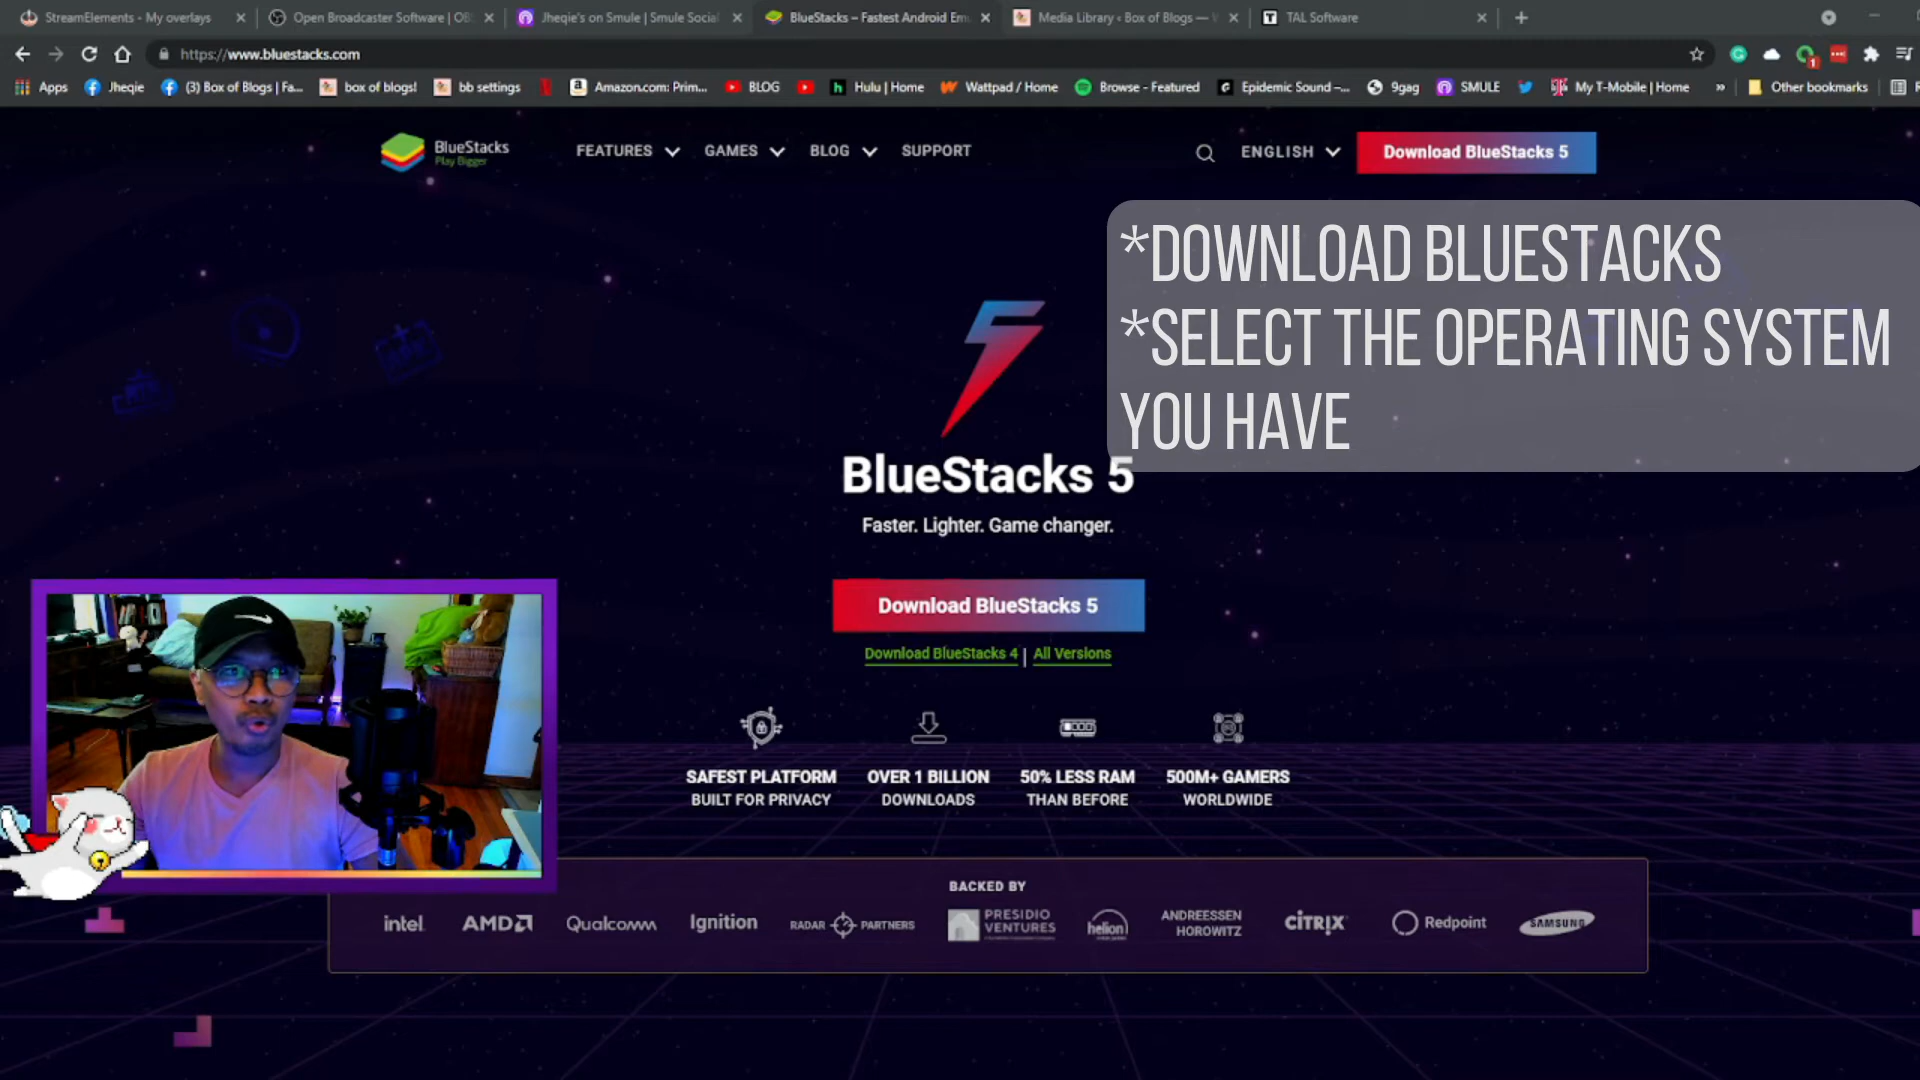 StreamElements - My overlays
Open Broadcaster Software | OB
Jheqie's on Smule | Smule Social
BlueStacks – Fastest Android Em
Media Library ‹ Box of Blogs —
TAL Software
https://www.bluestacks.com
1
Apps
Jheqie
(3) Box of Blogs | Fa...
box of blogs!
bb settings
Amazon.com: Prim...
BLOG
Hulu | Home
Wattpad / Home
Browse - Featured
Epidemic Sound –...
9gag
SMULE
My T-Mobile | Home
»
Other bookmarks
BlueStacks
Play Bigger
FEATURES
GAMES
BLOG
SUPPORT
ENGLISH
Download BlueStacks 5
*DOWNLOAD BLUESTACKS
*SELECT THE OPERATING SYSTEM
YOU HAVE
BlueStacks 5
Faster. Lighter. Game changer.
Download BlueStacks 5
Download BlueStacks 4 | All Versions
SAFEST PLATFORM
BUILT FOR PRIVACY
OVER 1 BILLION
DOWNLOADS
50% LESS RAM
THAN BEFORE
500M+ GAMERS
WORLDWIDE
BACKED BY
intel
AMD
Qualcomm
Ignition
RADAR PARTNERS
PRESIDIO
VENTURES
helion
ANDREESSEN
HOROWITZ
CITRIX
Redpoint
SAMSUNG